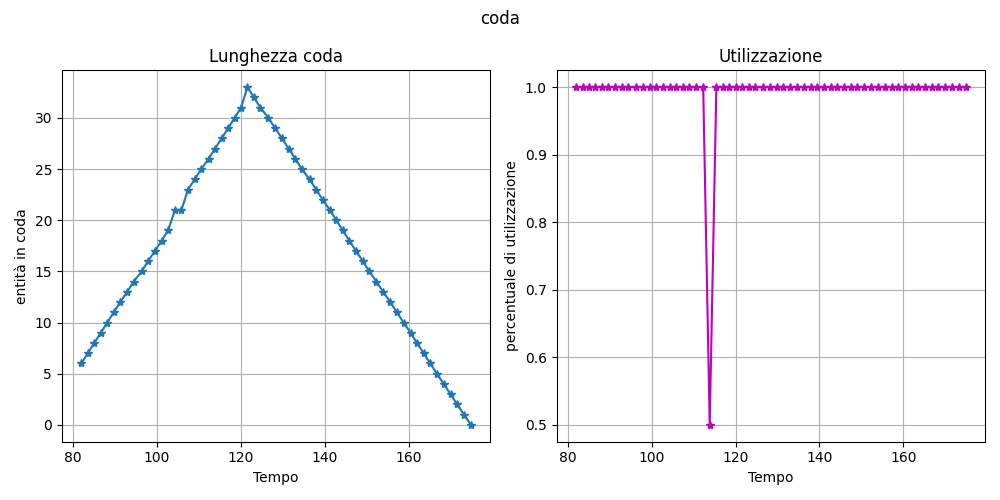 coda
Lunghezza coda
entità in coda
30
25
20
15
10
5
0
80 100 120 140 160
Tempo
Utilizzazione
percentuale di utilizzazione
1.0
0.9
0.8
0.7
0.6
0.5
80 100 120 140 160
Tempo